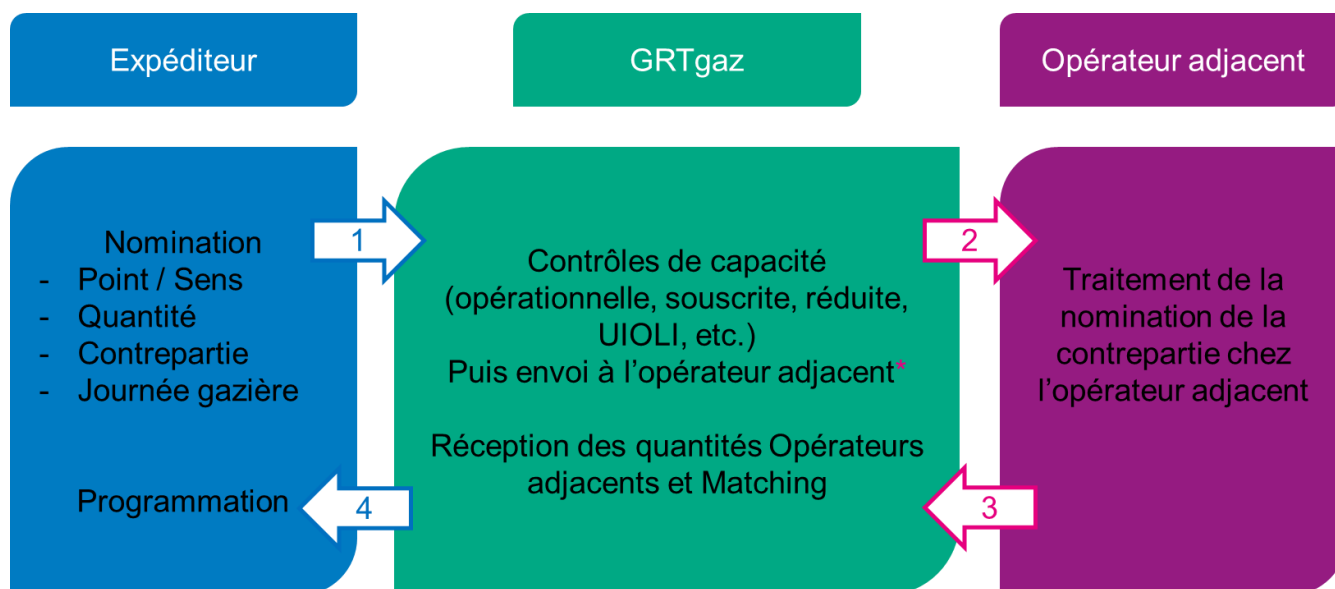 Expéditeur
GRTgaz
Opérateur adjacent
Nomination
- Point / Sens
- Quantité
- Contrepartie
- Journée gazière
Programmation
1
Contrôles de capacité
(opérationnelle, souscrite, réduite,
UIOLI, etc.)
Puis envoi à l’opérateur adjacent*
Réception des quantités Opérateurs
adjacents et Matching
2
Traitement de la
nomination de la
contrepartie chez
l’opérateur adjacent
3
4